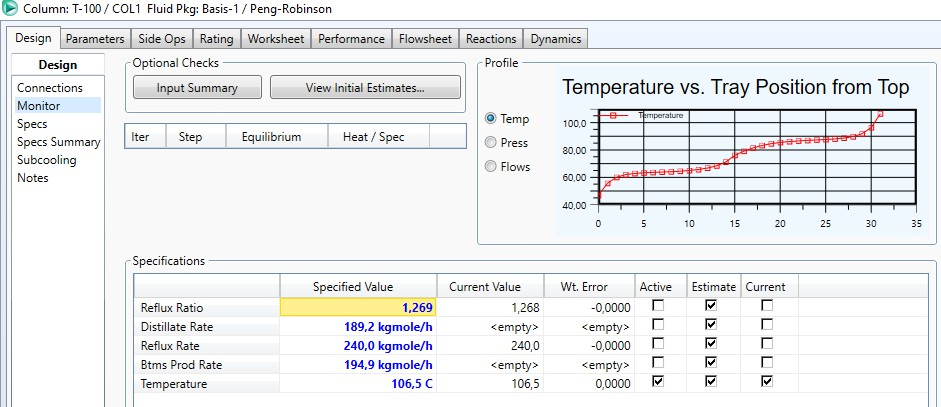 Column: T-100 / COL1 Fluid Pkg: Basis-1 / Peng-Robinson
Design Parameters Side Ops Rating Worksheet Performance Flowsheet Reactions Dynamics
Design
Connections
Monitor
Specs
Specs Summary
Subcooling
Notes
Optional Checks
Input Summary View Initial Estimates...
Iter Step Equilibrium Heat / Spec
Profile
Temp
Press
Flows
Temperature vs. Tray Position from Top
Temperature
100,0
80,00
60,00
40,00
0 5 10 15 20 25 30 35
Specifications
Specified Value Current Value Wt. Error Active Estimate Current
Reflux Ratio 1,269 1,268 -0,0000
Distillate Rate 189,2 kgmole/h <empty> <empty>
Reflux Rate 240,0 kgmole/h 240,0 -0,0000
Btms Prod Rate 194,9 kgmole/h <empty> <empty>
Temperature 106,5 C 106,5 0,0000